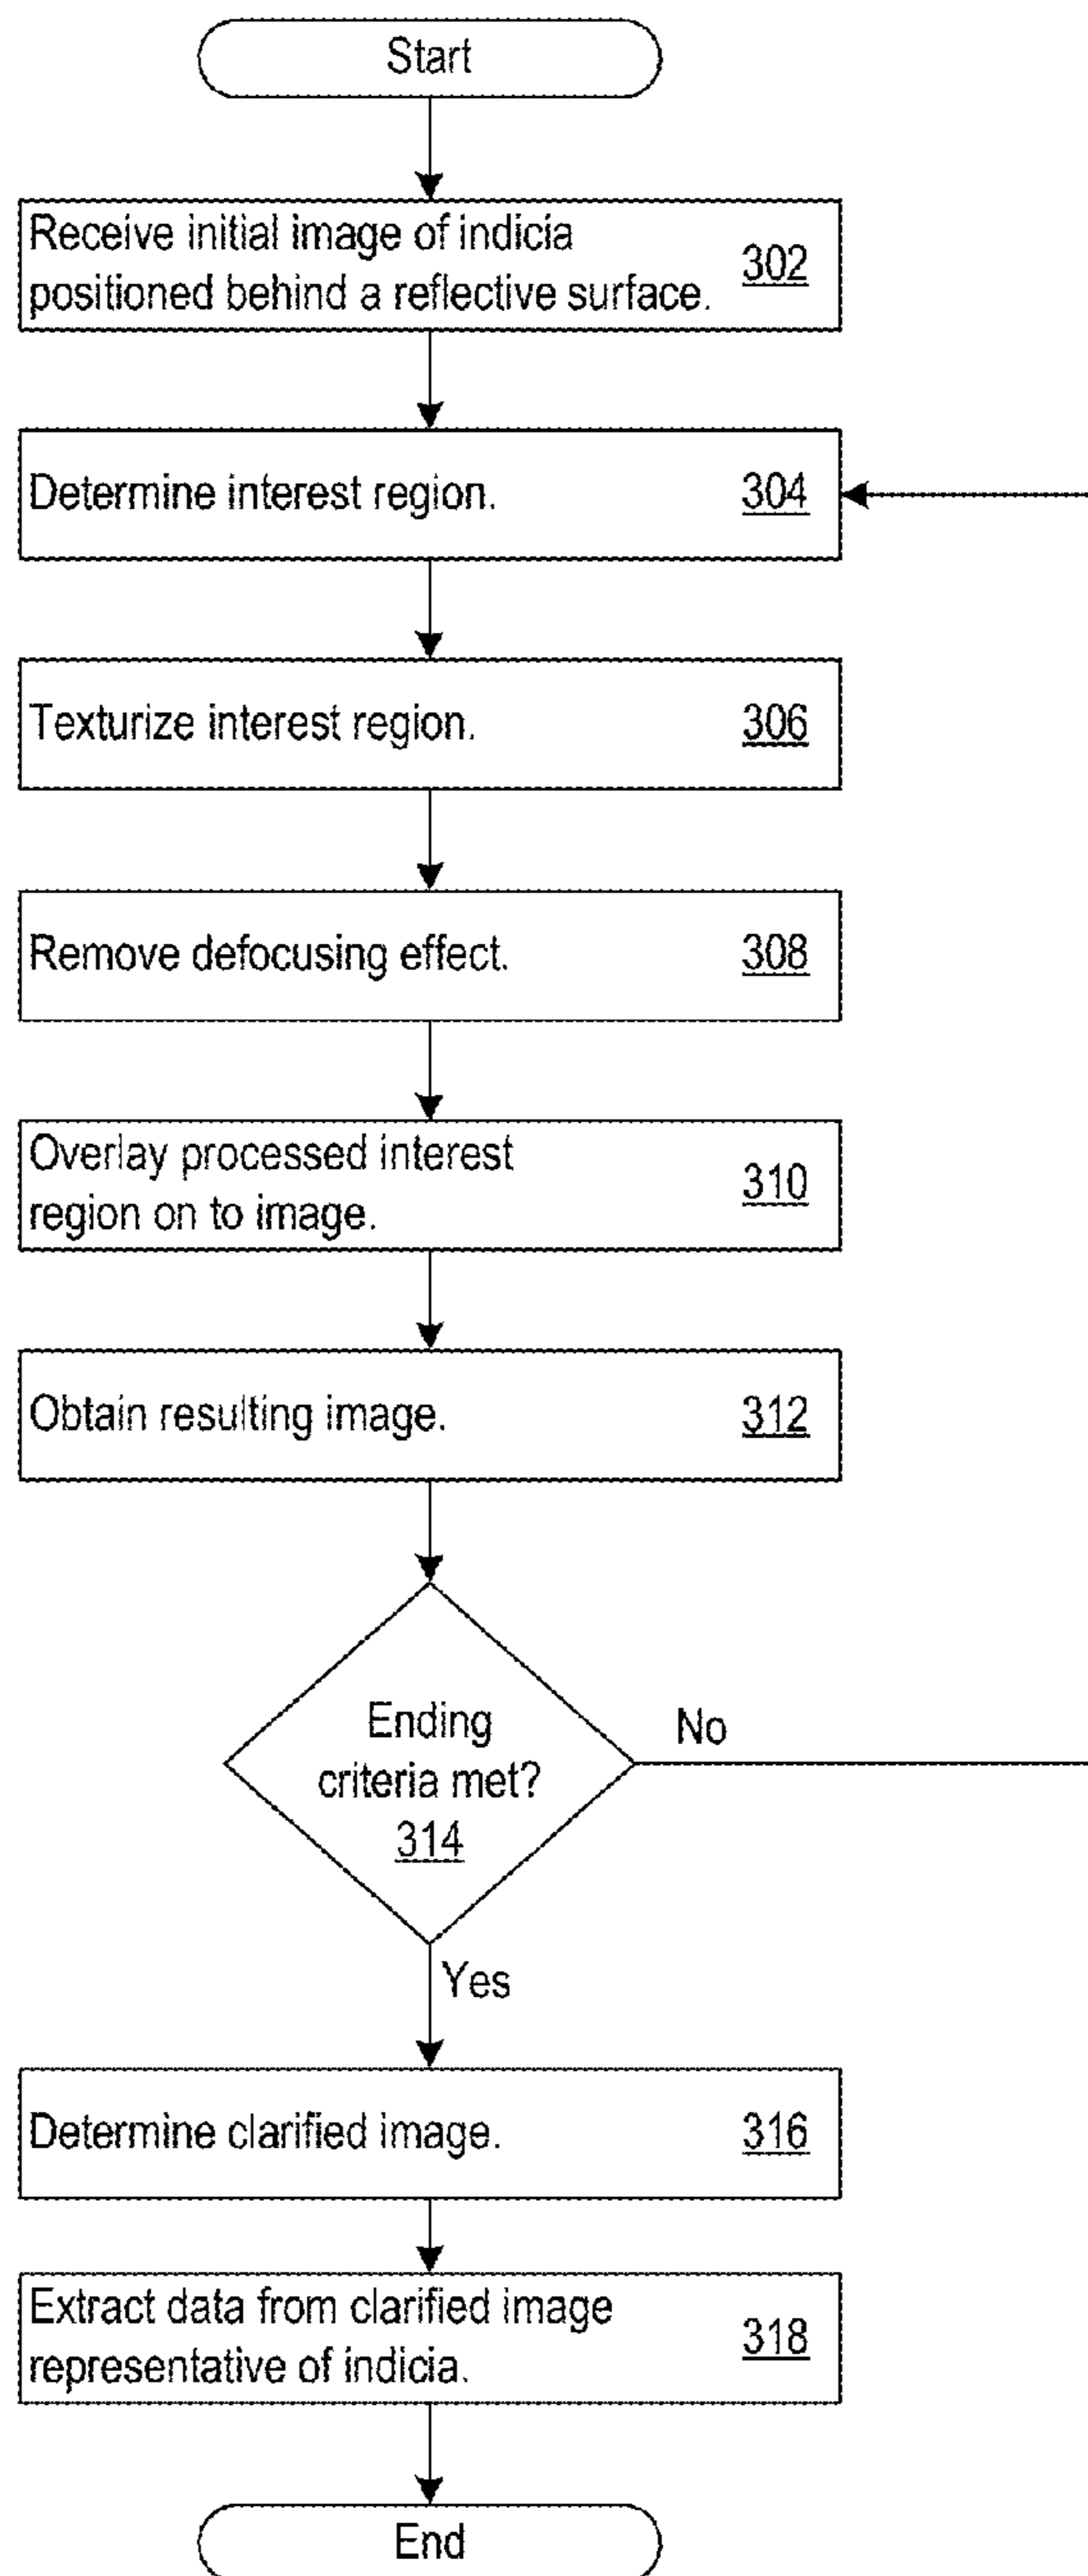 Start
Receive initial image of indicia
positioned behind a reflective surface.
302
Determine interest region.
304
Texturize interest region.
306
Remove defocusing effect.
308
Overlay processed interest
region on to image.
310
Obtain resulting image.
312
Ending
criteria met?
314
No
Yes
Determine clarified image.
316
Extract data from clarified image
representative of indicia.
318
End